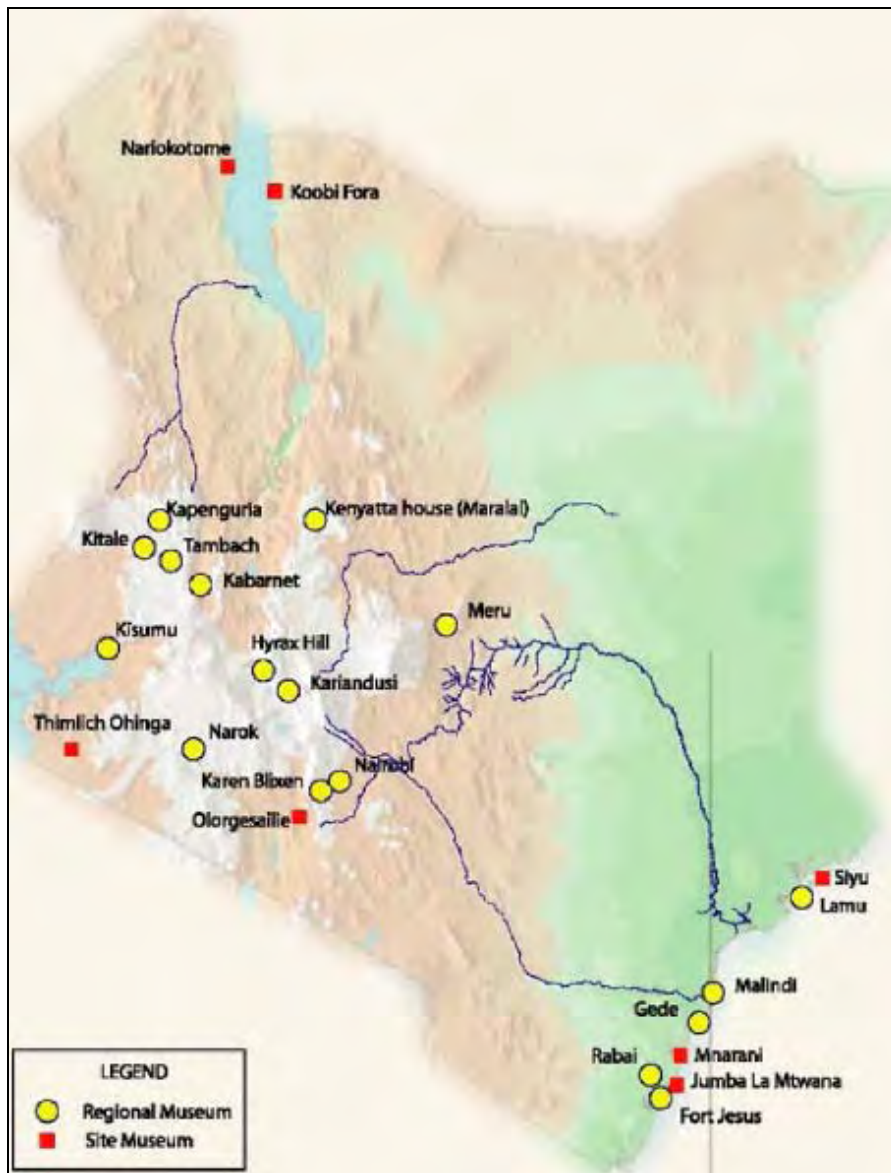 Nariokotome
Koobi Fora
Kapenguria
Kenyatta house (Maralal)
Kitale
Tambach
Kabarnet
Meru
Kisumu
Hyrax Hill
Kariandusi
Thimlich Ohinga
Narok
Nairobi
Karen Blixen
Olorgesailie
Siyu
Lamu
Malindi
Gede
Mnarani
Rabai
Jumba La Mtwana
Fort Jesus
LEGEND
Regional Museum
Site Museum